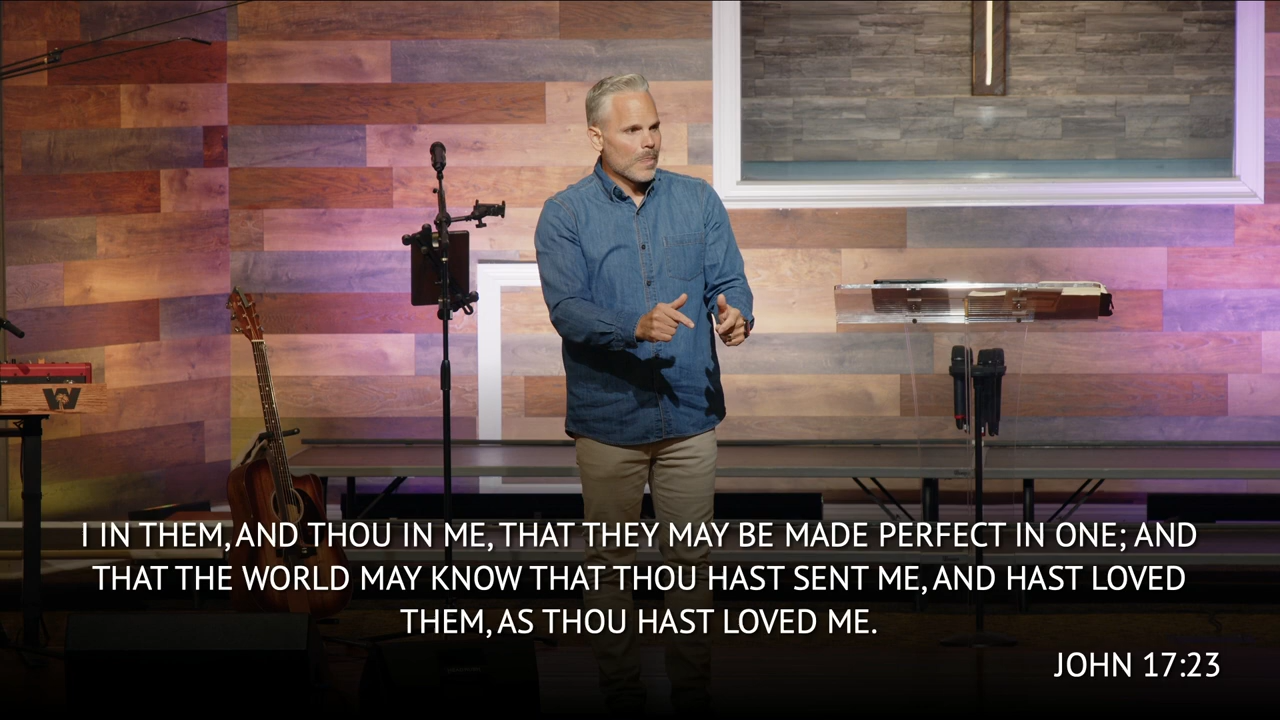 W
I IN THEM, AND THOU IN ME, THAT THEY MAY BE MADE PERFECT IN ONE; AND
THAT THE WORLD MAY KNOW THAT THOU HAST SENT ME, AND HAST LOVED
THEM, AS THOU HAST LOVED ME.
JOHN 17:23